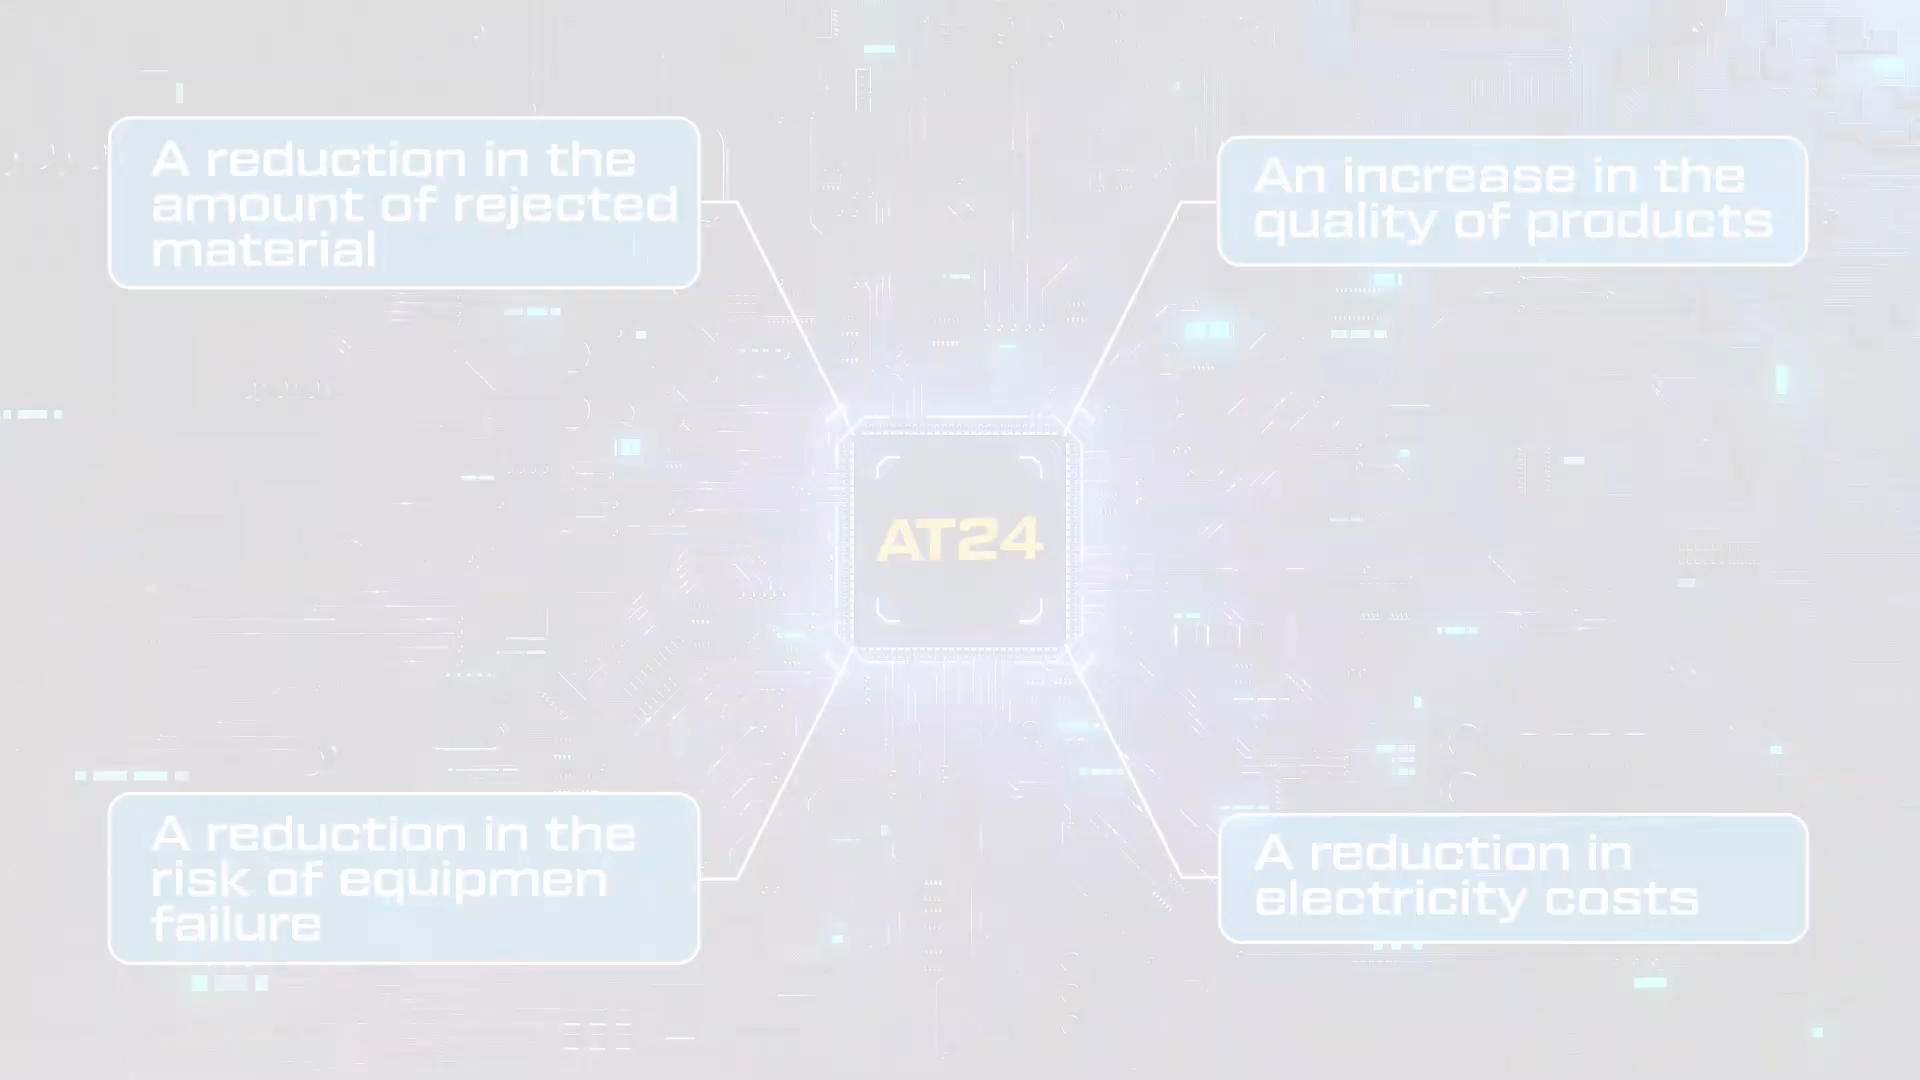 A reduction in the
amount of rejected
material
An increase in the
quality of products
AT24
A reduction in the
risk of equipmen
failure
A reduction in
electricity costs